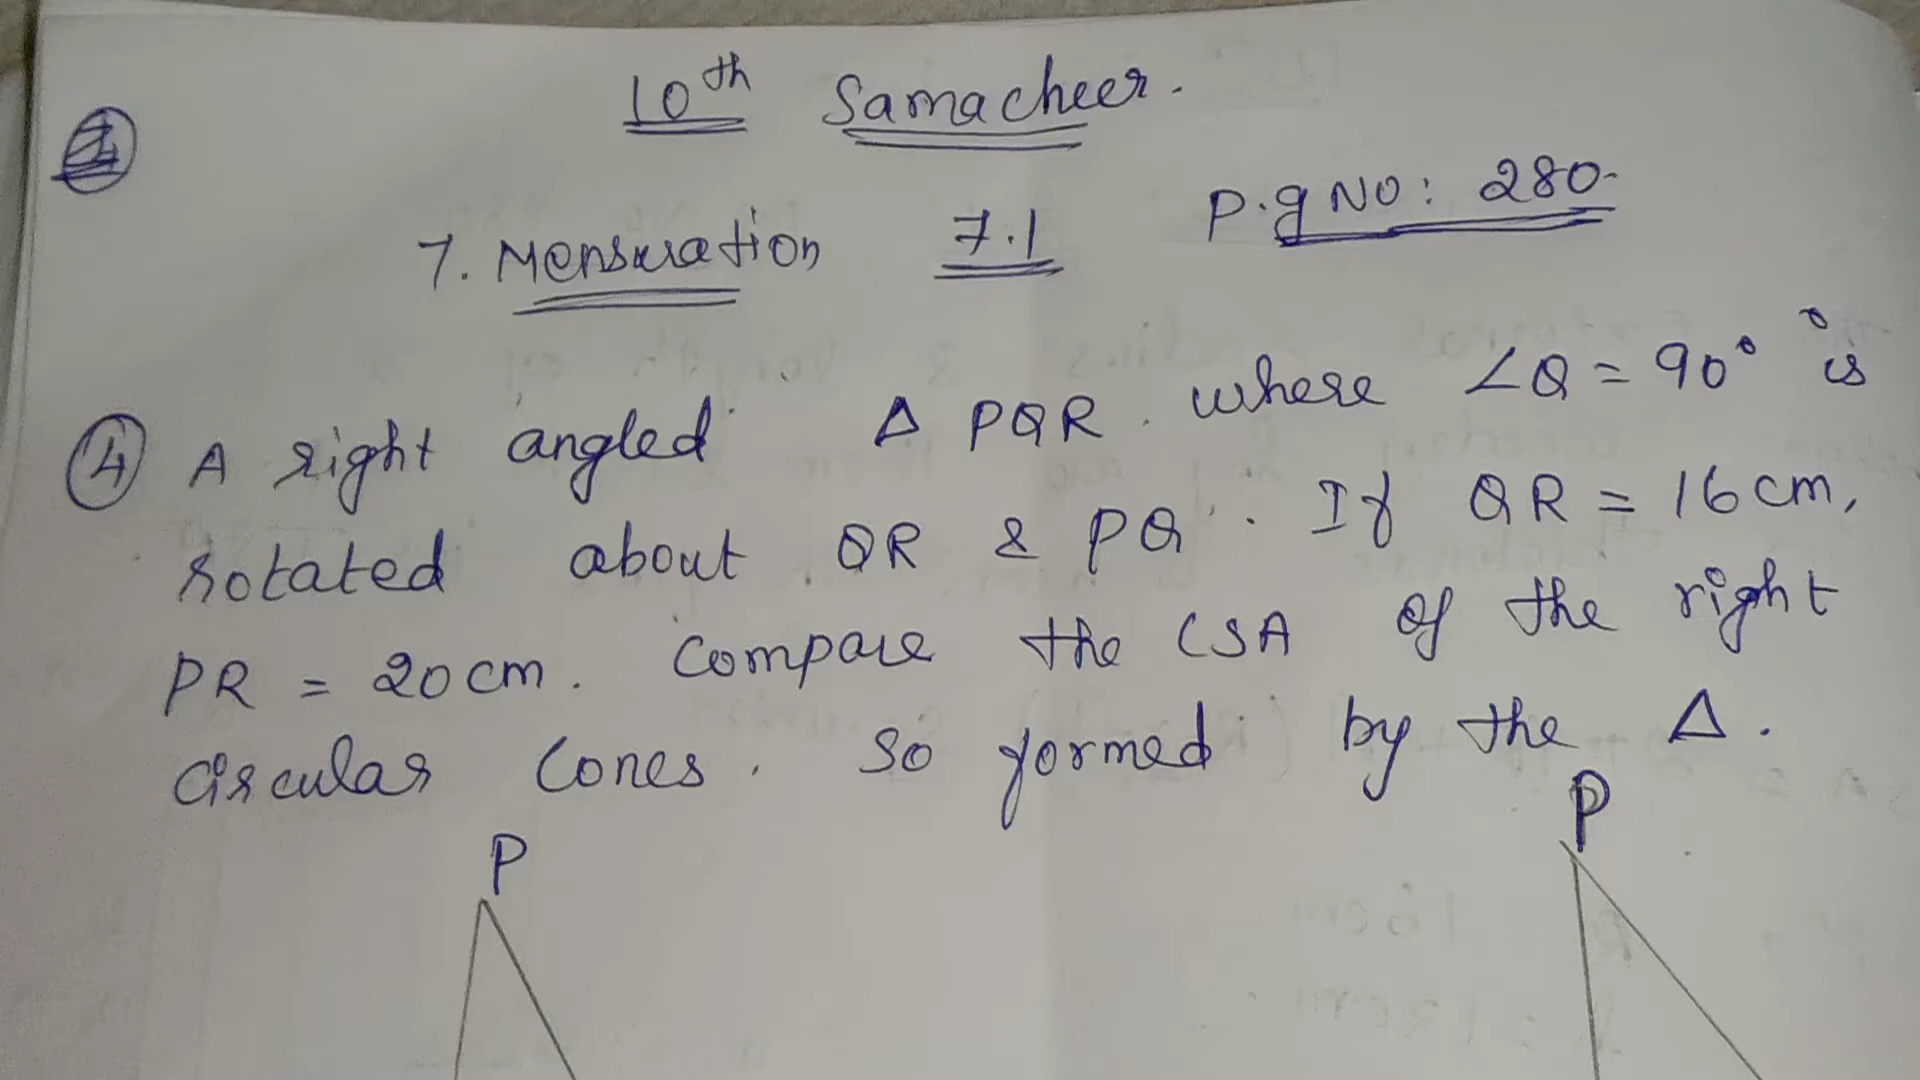 10th Samacheer.
7. Mensuration 7.1 P.g NO: 280.
4 A right angled Δ PQR. where ∠Q = 90° is
rotated about QR & PQ. If QR = 16 cm,
PR = 20 cm. Compare the CSA of the right
circular Cones. So formed by the Δ.
P P